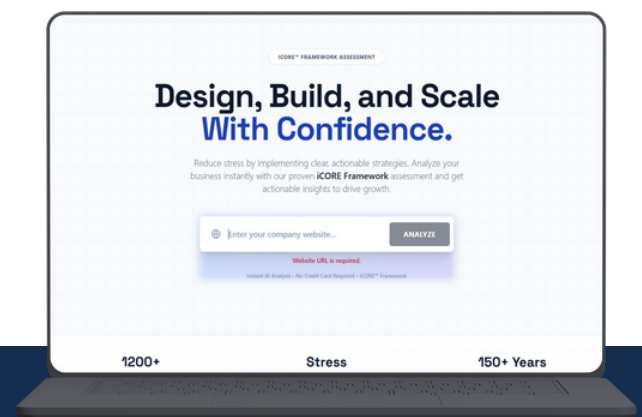 iCORE™ FRAMEWORK ASSESSMENT
Design, Build, and Scale
With Confidence.
Reduce stress by implementing clear, actionable strategies. Analyze your
business instantly with our proven iCORE Framework assessment and get
actionable insights to drive growth.
Enter your company website...
ANALYZE
Website URL is required.
Instant AI Analysis • No Credit Card Required • iCORE™ Framework
1200+
Stress
150+ Years